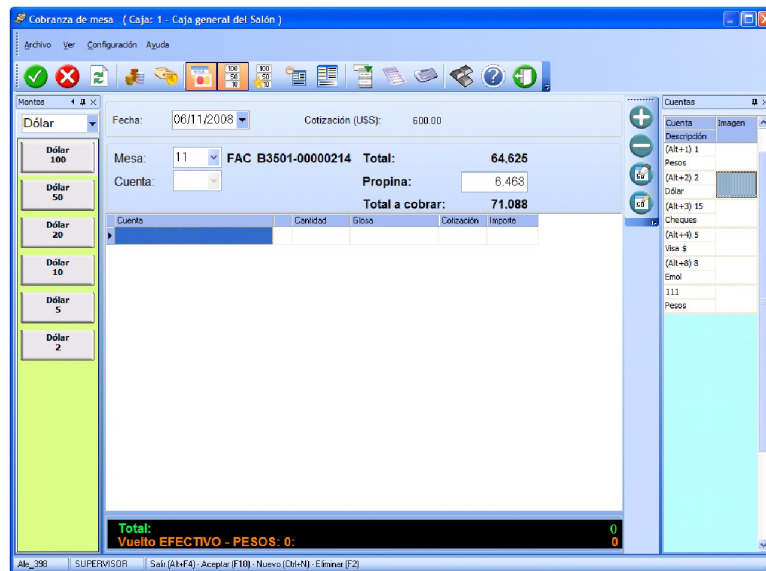 Cobranza de mesa ( Caja: 1 - Caja general del Salón )
Archivo Ver Configuración Ayuda
Montos
Dólar
Dólar
100
Dólar
50
Dólar
20
Dólar
10
Dólar
5
Dólar
2
Fecha: 06/11/2008 Cotización (U$S): 600.00
Mesa: 11 FAC B3501-00000214 Total: 64,625
Cuenta: Propina: 6,463
Total a cobrar: 71.088
Cuenta Cantidad Glosa Cotización Importe
Total: 0
Vuelto EFECTIVO - PESOS: 0: 0
Cuentas
Cuenta Imagen
Descripción
(Alt+1) 1
Pesos
(Alt+2) 2
Dólar
(Alt+3) 15
Cheques
(Alt+4) 5
Visa $
(Alt+8) 8
Emol
111
Pesos
Ale_398 SUPERVISOR Salir (Alt+F4) - Aceptar (F10) - Nuevo (Ctrl+N) - Eliminar (F2)